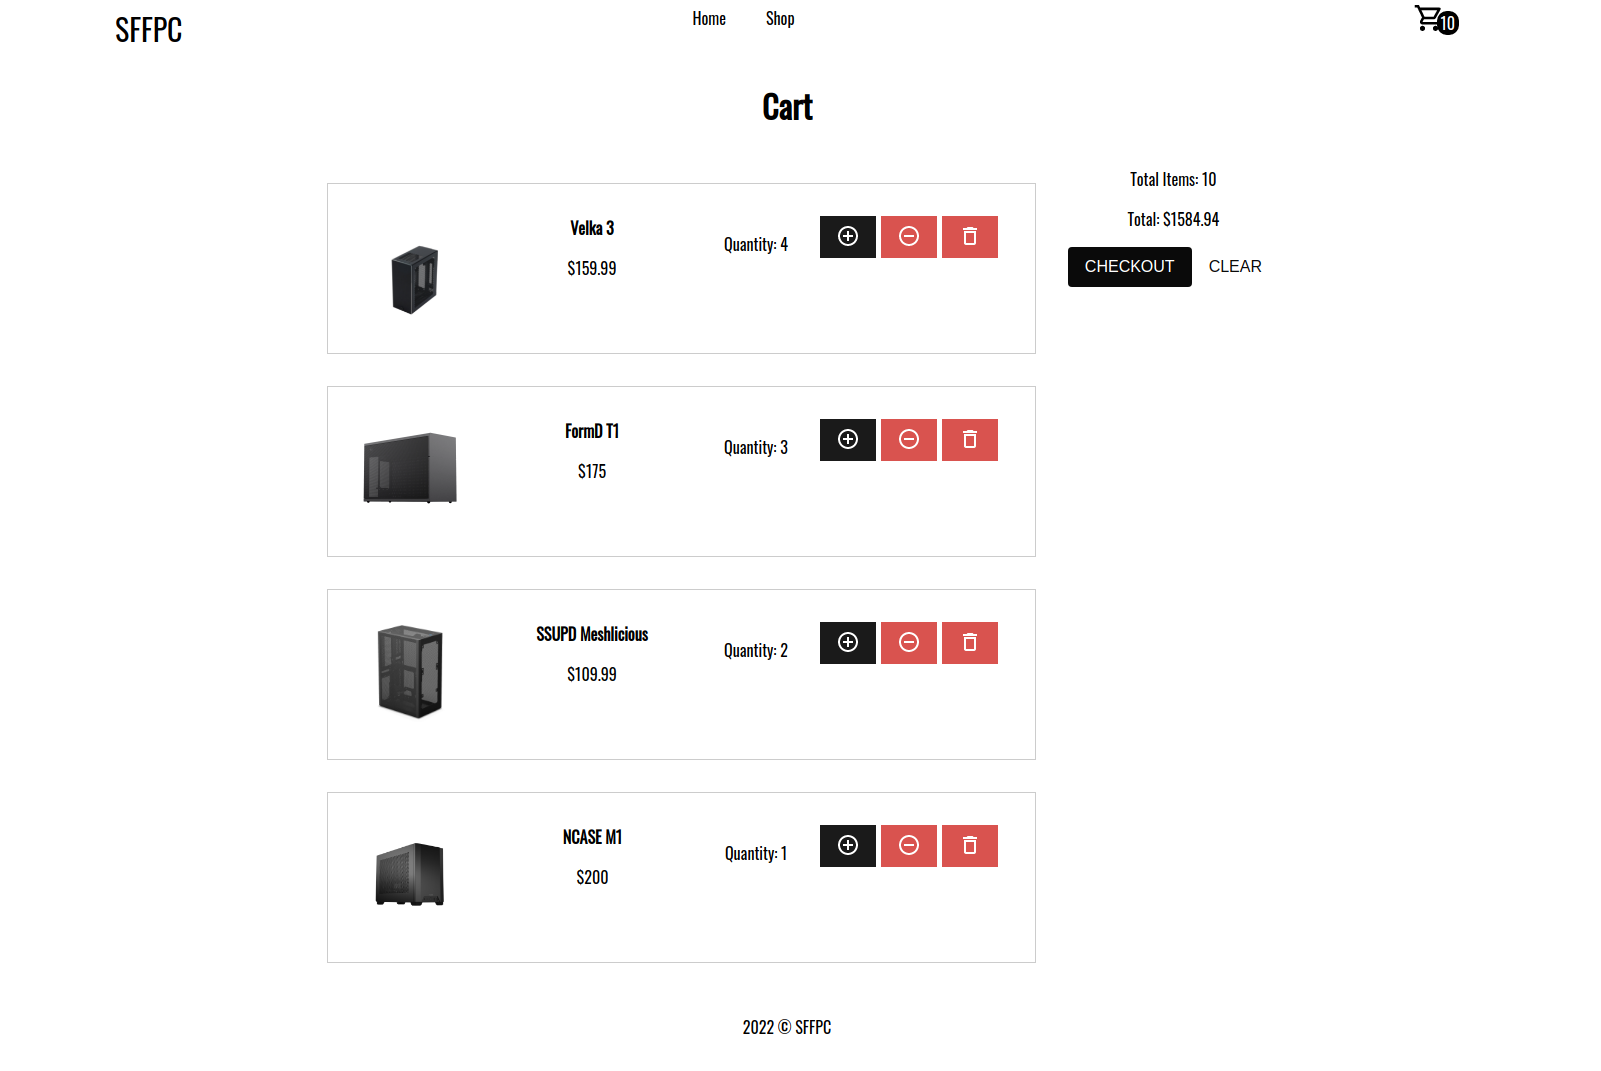 SFFPC
Home
Shop
10
Cart
Velka 3
$159.99
Quantity: 4
FormD T1
$175
Quantity: 3
SSUPD Meshlicious
$109.99
Quantity: 2
NCASE M1
$200
Quantity: 1
Total Items: 10
Total: $1584.94
CHECKOUT
CLEAR
2022 © SFFPC